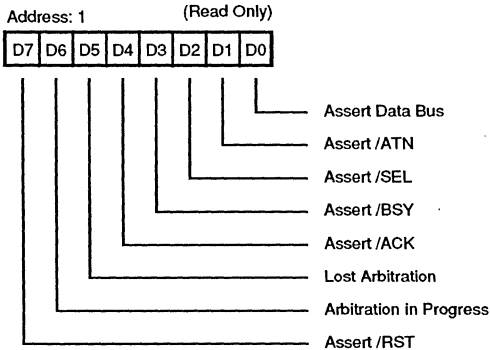 Address: 1 (Read Only)
D7 D6 D5 D4 D3 D2 D1 D0
Assert Data Bus
Assert /ATN
Assert /SEL
Assert /BSY
Assert /ACK
Lost Arbitration
Arbitration in Progress
Assert /RST